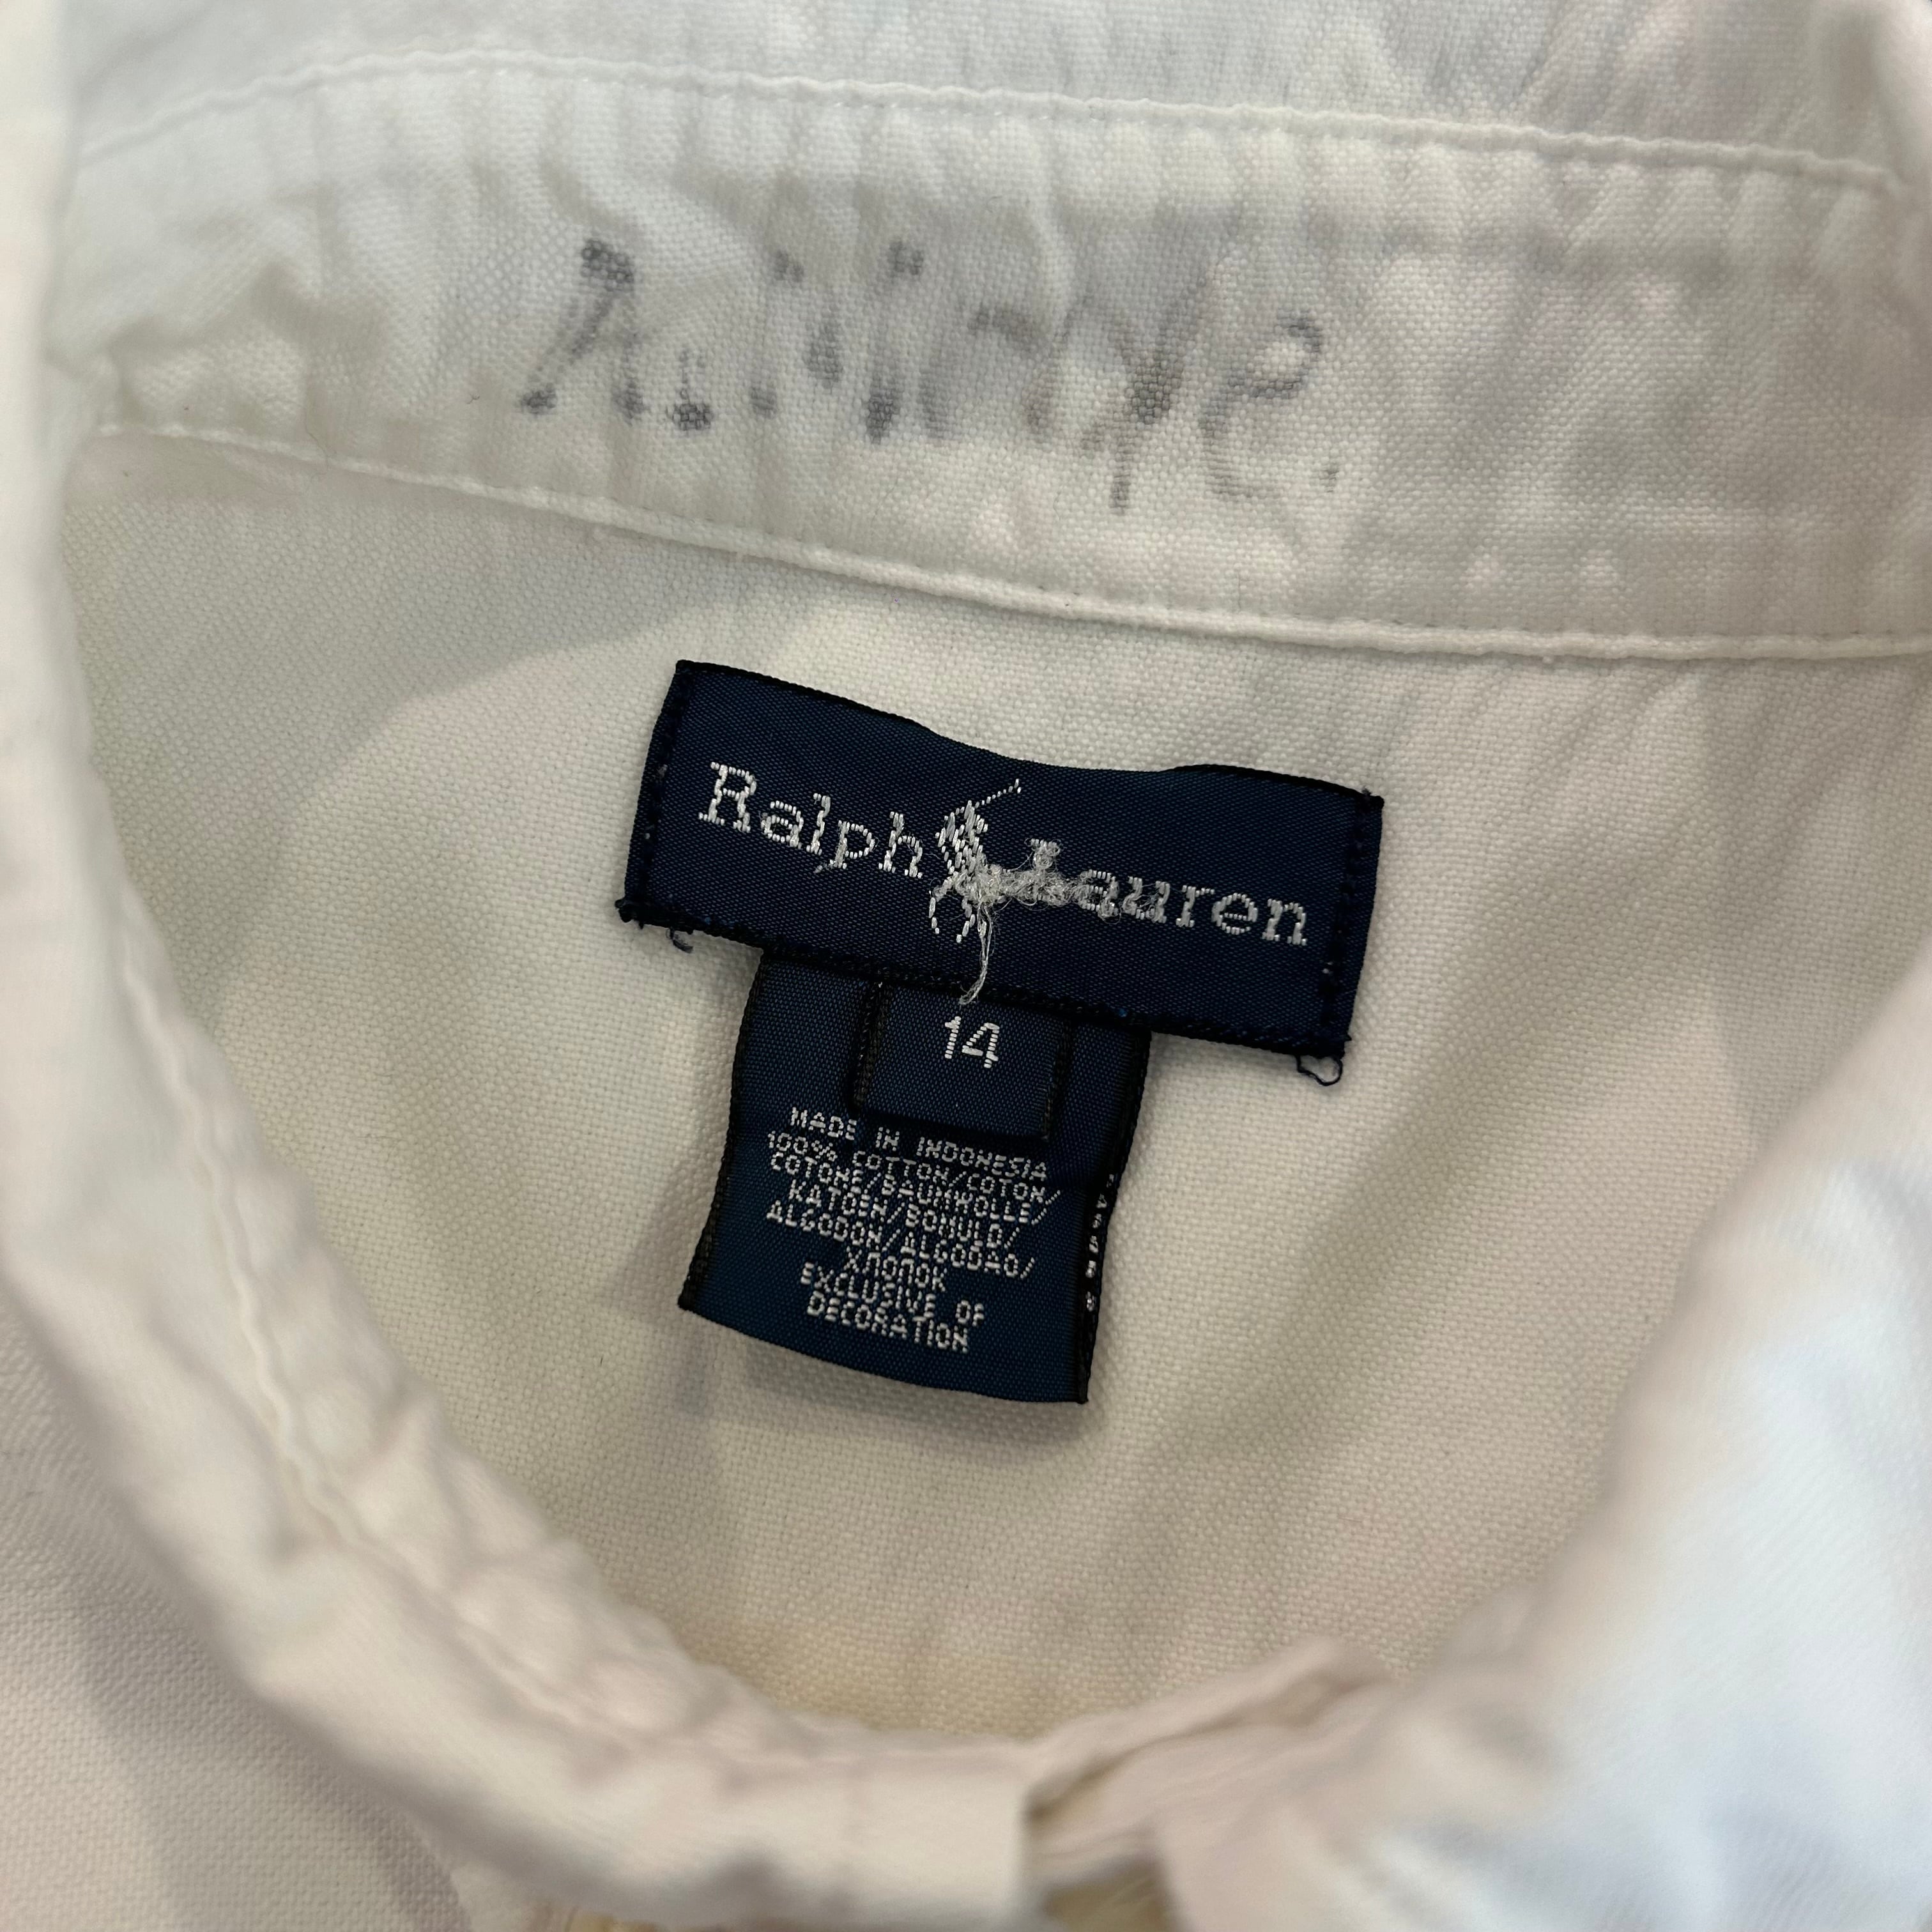 Ralph Lauren
14
MADE IN INDONESIA
100% COTTON/COTON/
COTONE/BAUMWOLLE/
KATOEN/BOMULD/
ALGODON/ALGODAO/
ХЛОПОК
EXCLUSIVE OF
DECORATION